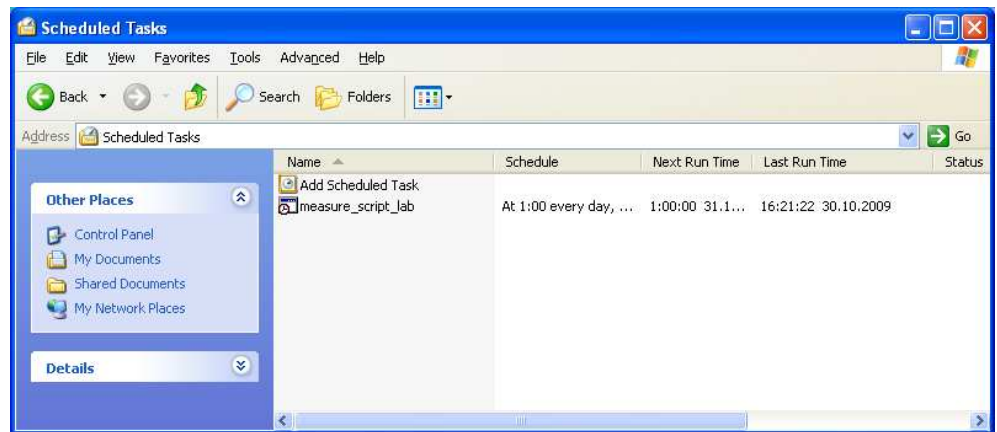 Scheduled Tasks
File Edit View Favorites Tools Advanced Help
Back Search Folders
Address Scheduled Tasks Go
Name Schedule Next Run Time Last Run Time Status
Other Places
Control Panel
My Documents
Shared Documents
My Network Places
Details
Add Scheduled Task
measure_script_lab At 1:00 every day, ... 1:00:00 31.1... 16:21:22 30.10.2009